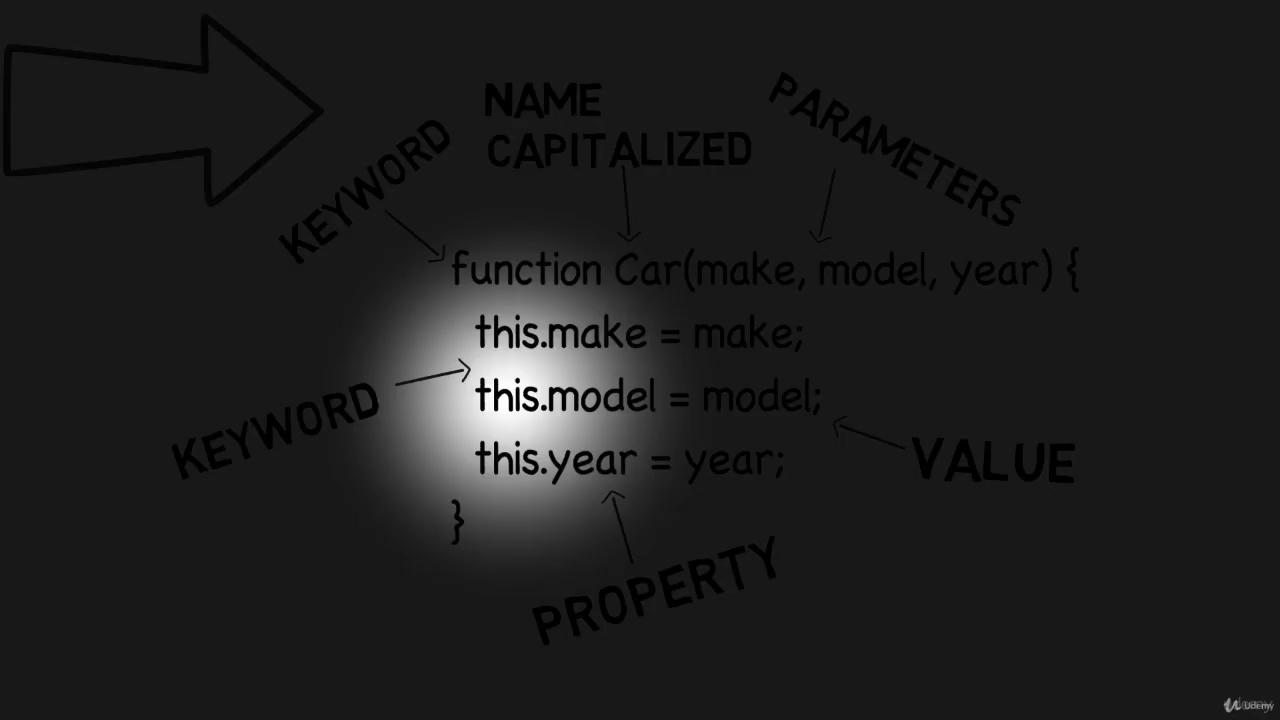 NAME
CAPITALIZED
PARAMETERS
KEYWORD
function Car(make, model, year) {
this.make = make;
this.model = model;
this.year = year;
}
KEYWORD
VALUE
PROPERTY
Udemy